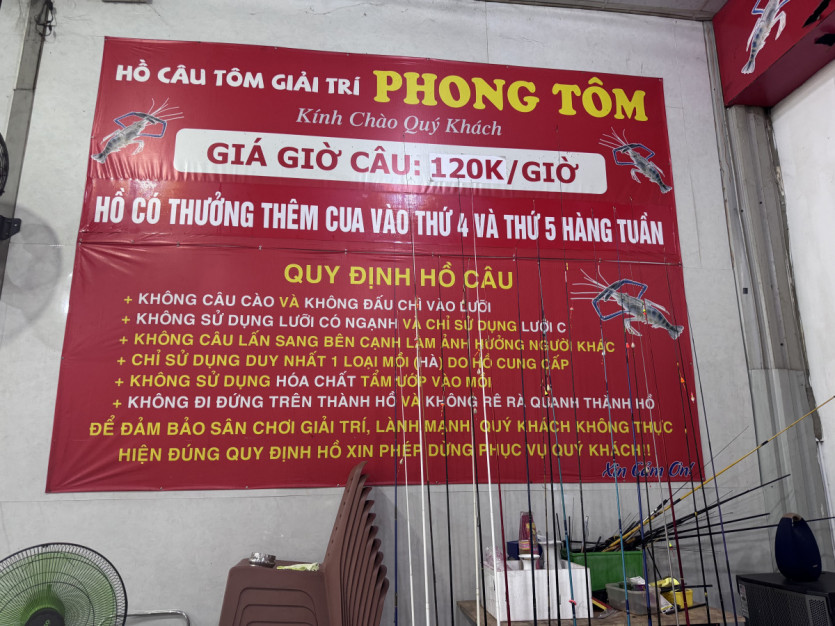 HỒ CÂU TÔM GIẢI TRÍ PHONG TÔM
Kính Chào Quý Khách
GIÁ GIỜ CÂU: 120K/GIỜ
HỒ CÓ THƯỞNG THÊM CUA VÀO THỨ 4 VÀ THỨ 5 HÀNG TUẦN
QUY ĐỊNH HỒ CÂU
+ KHÔNG CÂU CÀO VÀ KHÔNG ĐẤU CHÌ VÀO LƯỠI
+ KHÔNG SỬ DỤNG LƯỠI CÓ NGẠNH VÀ CHỈ SỬ DỤNG LƯỠI C
+ KHÔNG CÂU LẤN SANG BÊN CẠNH LÀM ẢNH HƯỞNG NGƯỜI KHÁC
+ CHỈ SỬ DỤNG DUY NHẤT 1 LOẠI MỒI (HÀ) DO HỒ CUNG CẤP
+ KHÔNG SỬ DỤNG HÓA CHẤT TẨM ƯỚP VÀO MỒI
+ KHÔNG ĐI ĐỨNG TRÊN THÀNH HỒ VÀ KHÔNG RÊ RÀ QUANH THÀNH HỒ
ĐỂ ĐẢM BẢO SÂN CHƠI GIẢI TRÍ, LÀNH MẠNH QUÝ KHÁCH KHÔNG THỰC
HIỆN ĐÚNG QUY ĐỊNH HỒ XIN PHÉP DỪNG PHỤC VỤ QUÝ KHÁCH !
Xin Cảm Ơn!